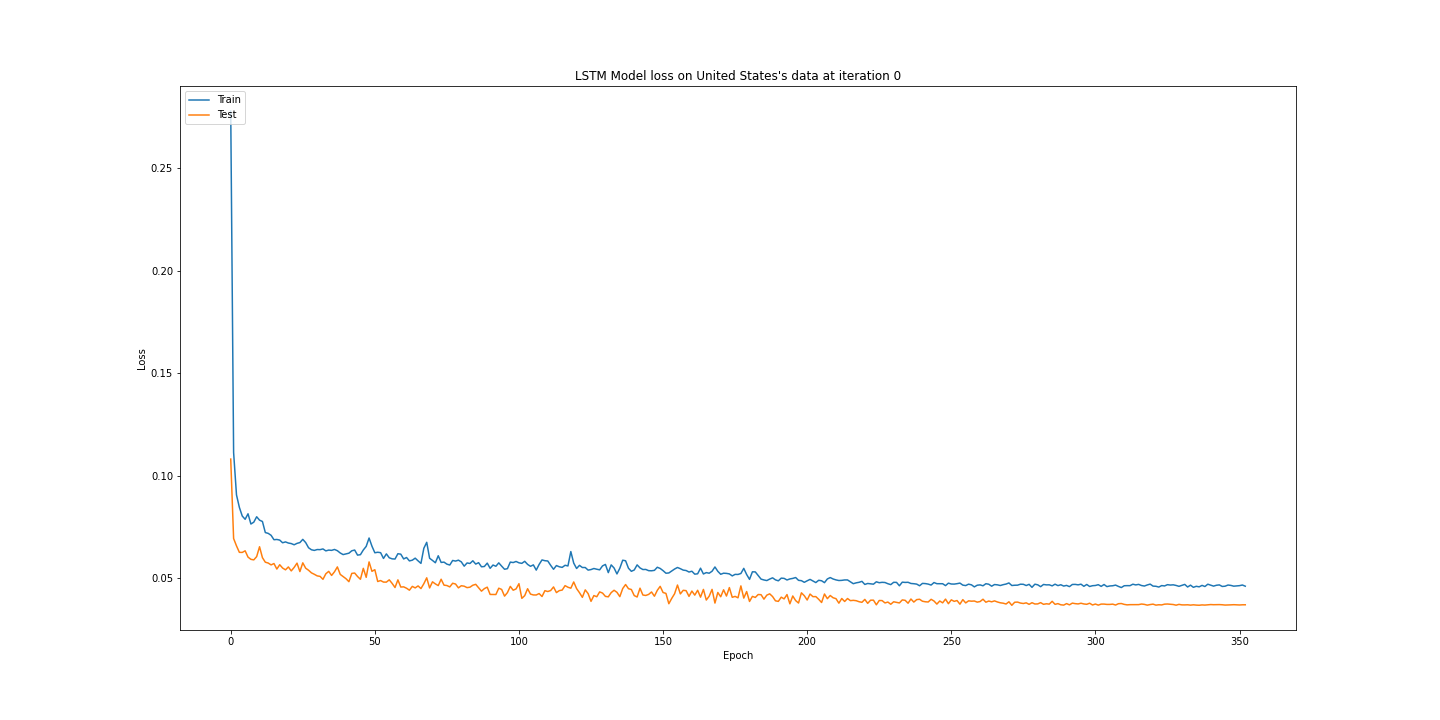 LSTM Model loss on United States's data at iteration 0
Train
Test
0.25
0.20
0.15
0.10
0.05
Loss
0 50 100 150 200 250 300 350
Epoch